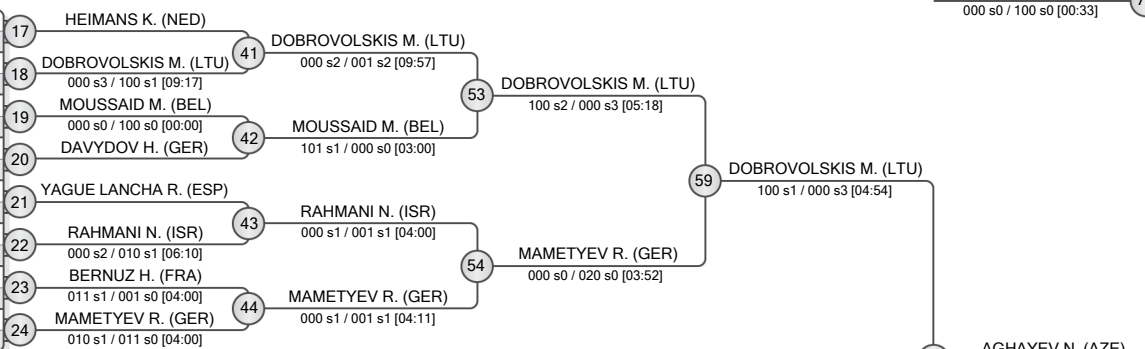 000 s0 / 100 s0 [00:33]
17
HEIMANS K. (NED)
41
DOBROVOLSKIS M. (LTU)
000 s2 / 001 s2 [09:57]
18
DOBROVOLSKIS M. (LTU)
000 s3 / 100 s1 [09:17]
53
DOBROVOLSKIS M. (LTU)
100 s2 / 000 s3 [05:18]
19
MOUSSAID M. (BEL)
000 s0 / 100 s0 [00:00]
42
MOUSSAID M. (BEL)
101 s1 / 000 s0 [03:00]
20
DAVYDOV H. (GER)
59
DOBROVOLSKIS M. (LTU)
100 s1 / 000 s3 [04:54]
21
YAGUE LANCHA R. (ESP)
43
RAHMANI N. (ISR)
000 s1 / 001 s1 [04:00]
22
RAHMANI N. (ISR)
000 s2 / 010 s1 [06:10]
54
MAMETYEV R. (GER)
000 s0 / 020 s0 [03:52]
23
BERNUZ H. (FRA)
011 s1 / 001 s0 [04:00]
44
MAMETYEV R. (GER)
000 s1 / 001 s1 [04:11]
24
MAMETYEV R. (GER)
010 s1 / 011 s0 [04:00]
AGHAYEV N. (AZE)